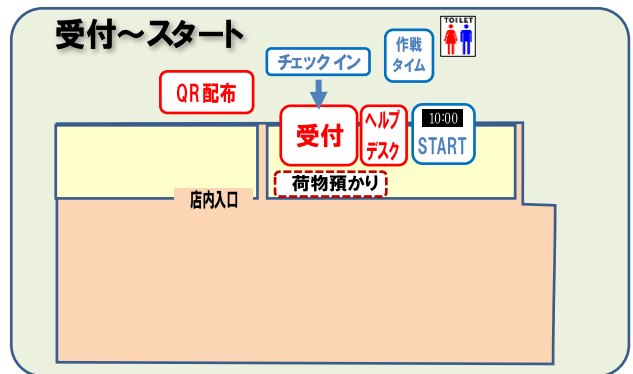 受付～スタート
TOILET
作戦
タイム
チェックイン
QR配布
受付
ヘルプ
デスク
10:00
START
荷物預かり
店内入口